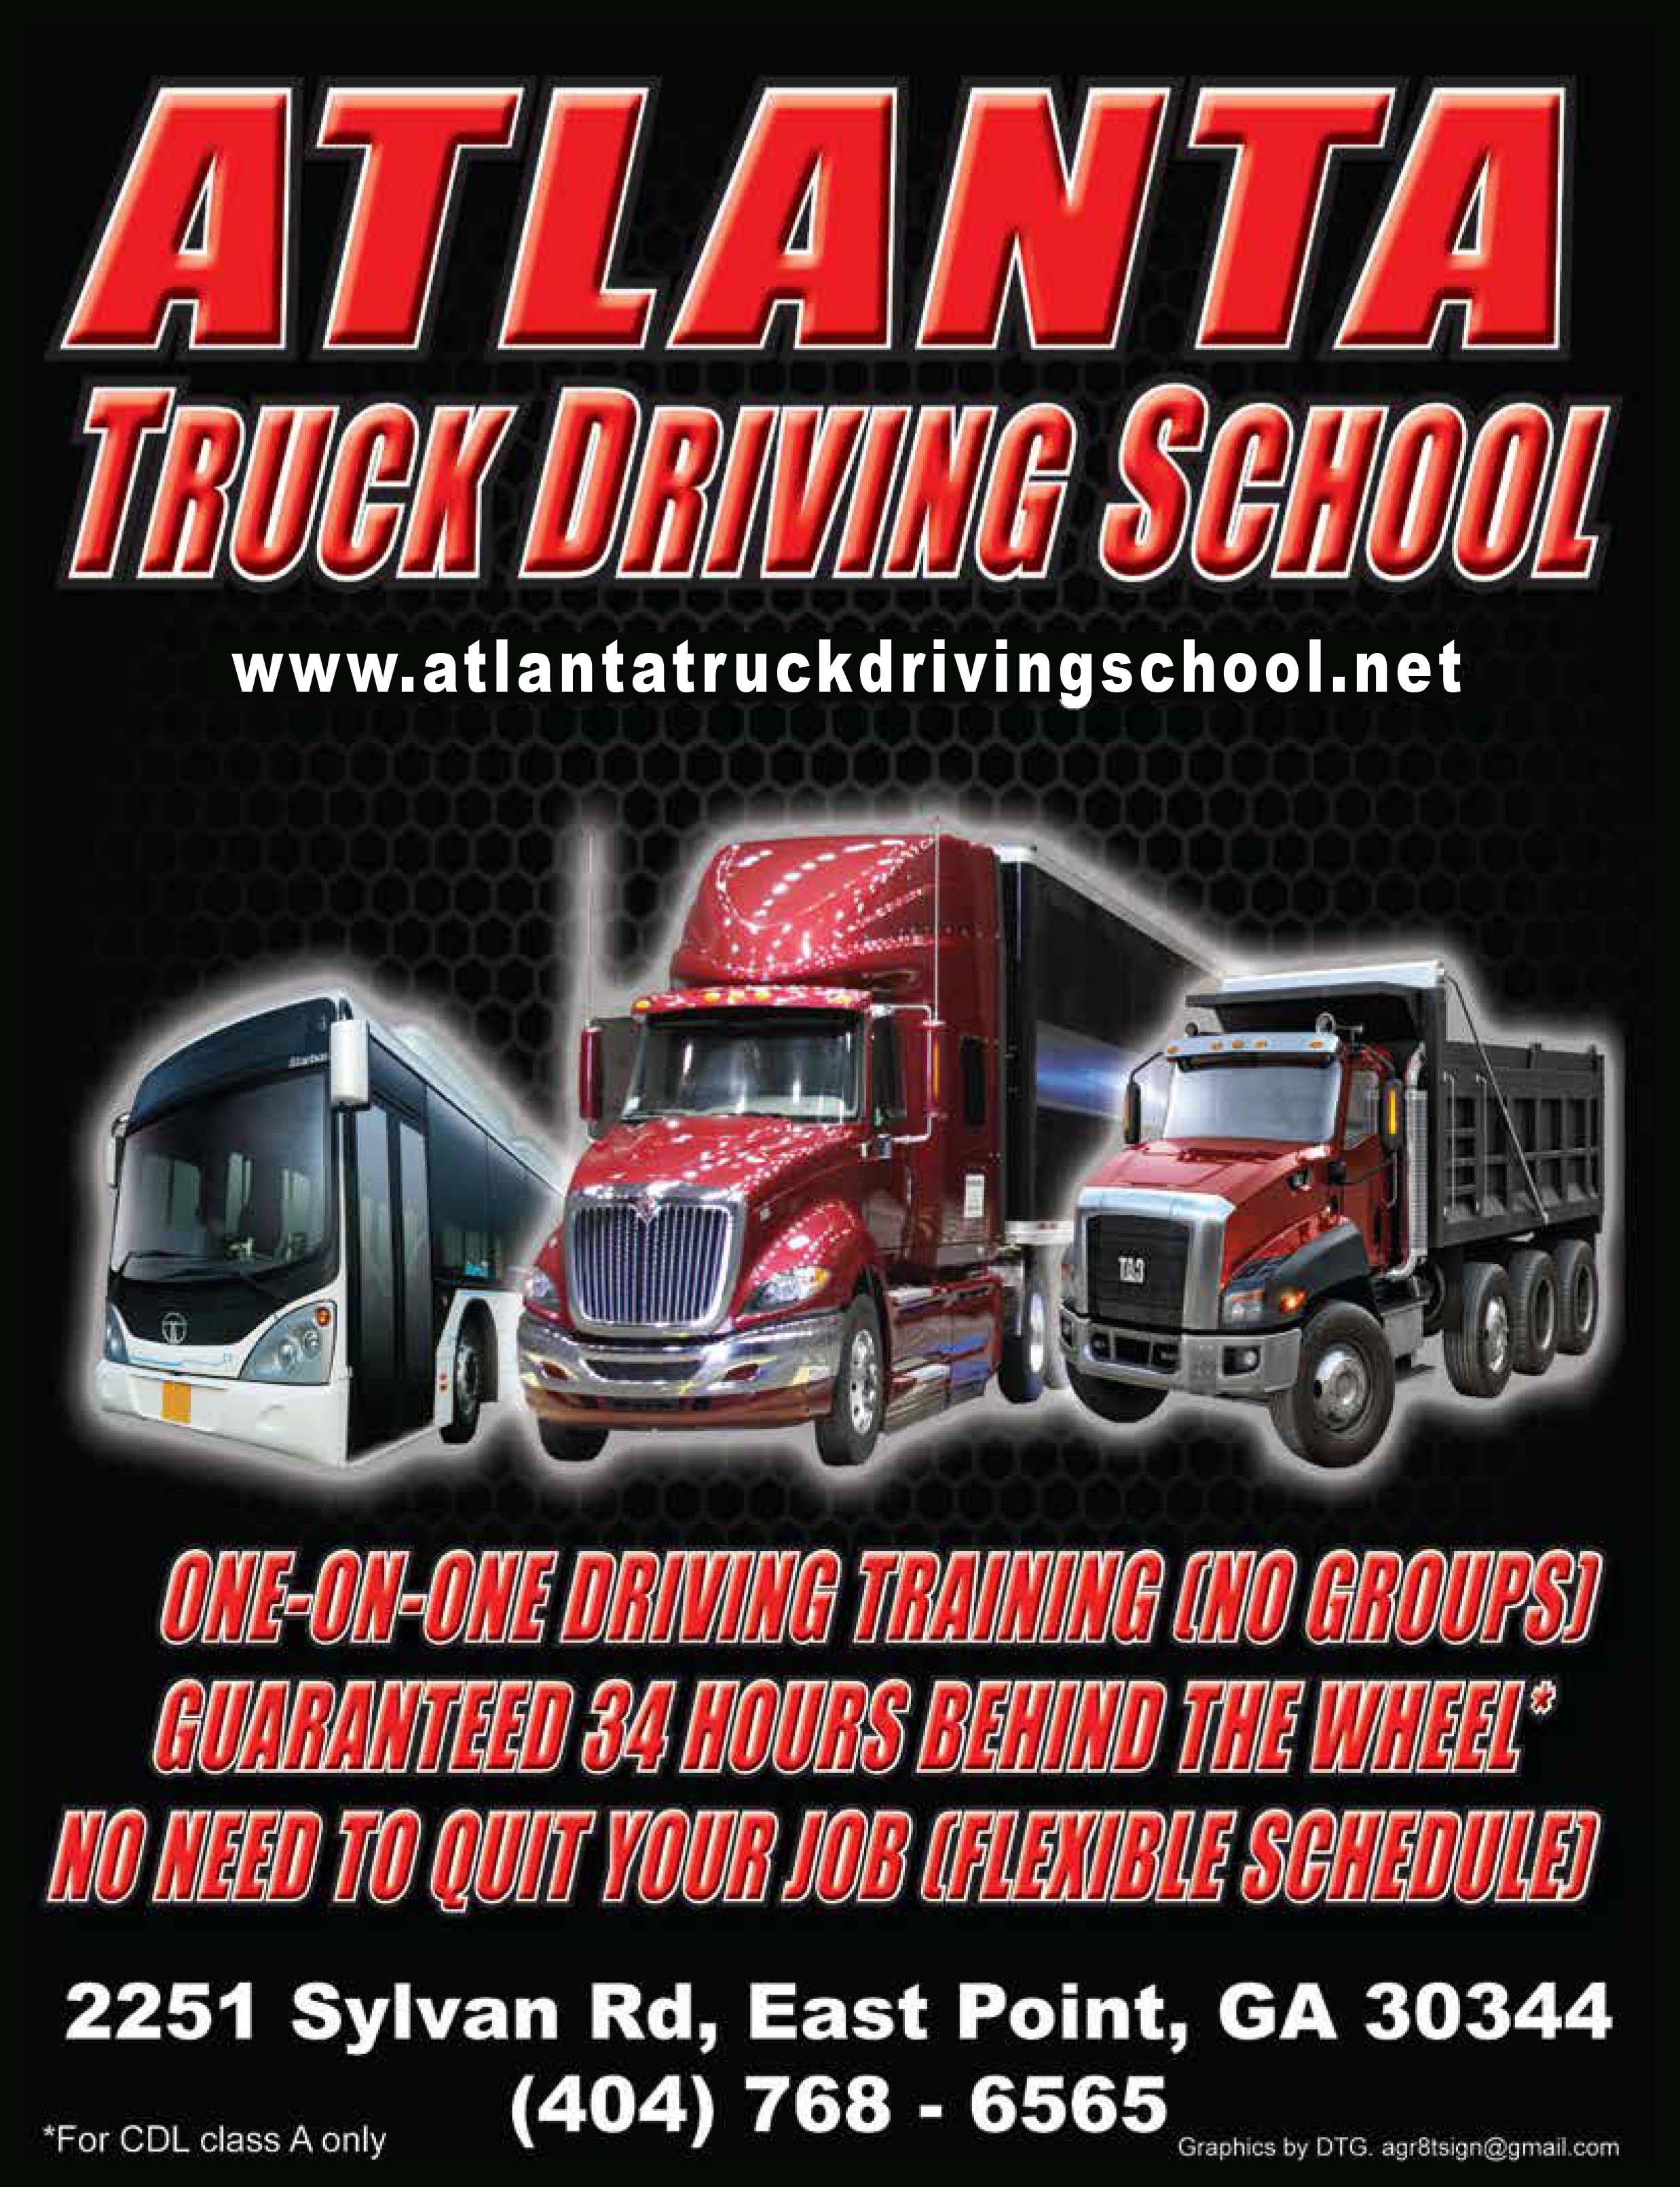 ATLANTA
TRUCK DRIVING SCHOOL
www.atlantatruckdrivingschool.net
Starbus
ONE-ON-ONE DRIVING TRAINING (NO GROUPS)
GUARANTEED 34 HOURS BEHIND THE WHEEL*
NO NEED TO QUIT YOUR JOB (FLEXIBLE SCHEDULE)
2251 Sylvan Rd, East Point, GA 30344
(404) 768 - 6565
*For CDL class A only
Graphics by DTG. agr8tsign@gmail.com